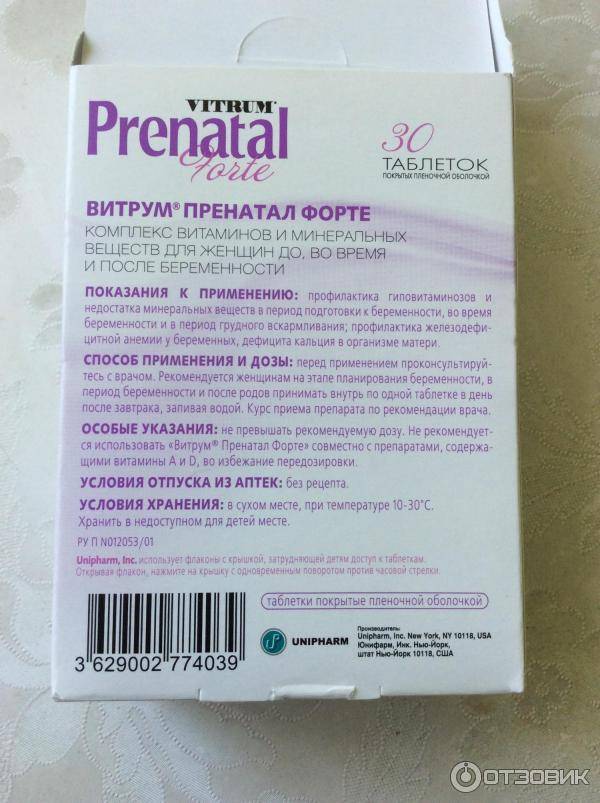 VITRUM®
Prenatal
Forte
30
ТАБЛЕТОК
ПОКРЫТЫХ ПЛЕНОЧНОЙ ОБОЛОЧКОЙ
ВИТРУМ® ПРЕНАТАЛ ФОРТЕ
КОМПЛЕКС ВИТАМИНОВ И МИНЕРАЛЬНЫХ
ВЕЩЕСТВ ДЛЯ ЖЕНЩИН ДО, ВО ВРЕМЯ
И ПОСЛЕ БЕРЕМЕННОСТИ
ПОКАЗАНИЯ К ПРИМЕНЕНИЮ: профилактика гиповитаминозов и
недостатка минеральных веществ в период подготовки к беременности, во время
беременности и в период грудного вскармливания; профилактика железодефи-
цитной анемии у беременных, дефицита кальция в организме матери.
СПОСОБ ПРИМЕНЕНИЯ И ДОЗЫ: перед применением проконсультируй-
тесь с врачом. Рекомендуется женщинам на этапе планирования беременности, в
период беременности и после родов принимать внутрь по одной таблетке в день
после завтрака, запивая водой. Курс приема препарата по рекомендации врача.
ОСОБЫЕ УКАЗАНИЯ: не превышать рекомендуемую дозу. Не рекомендует-
ся использовать «Витрум® Пренатал Форте» совместно с препаратами, содержа-
щими витамины А и D, во избежание передозировки.
УСЛОВИЯ ОТПУСКА ИЗ АПТЕК: без рецепта.
УСЛОВИЯ ХРАНЕНИЯ: в сухом месте, при температуре 10-30°С.
Хранить в недоступном для детей месте.
РУ П N012053/01
Unipharm, Inc. использует флаконы с крышкой, затрудняющей детям доступ к таблеткам.
Открывая флакон, нажмите на крышку с одновременным поворотом против часовой стрелки.
таблетки покрытые пленочной оболочкой
3 629002 774039
UNIPHARM
Производитель:
Unipharm, Inc. New York, NY 10118, USA
Юнифарм, Инк. Нью-Йорк,
штат Нью-Йорк 10118, США
ОТЗОВИК